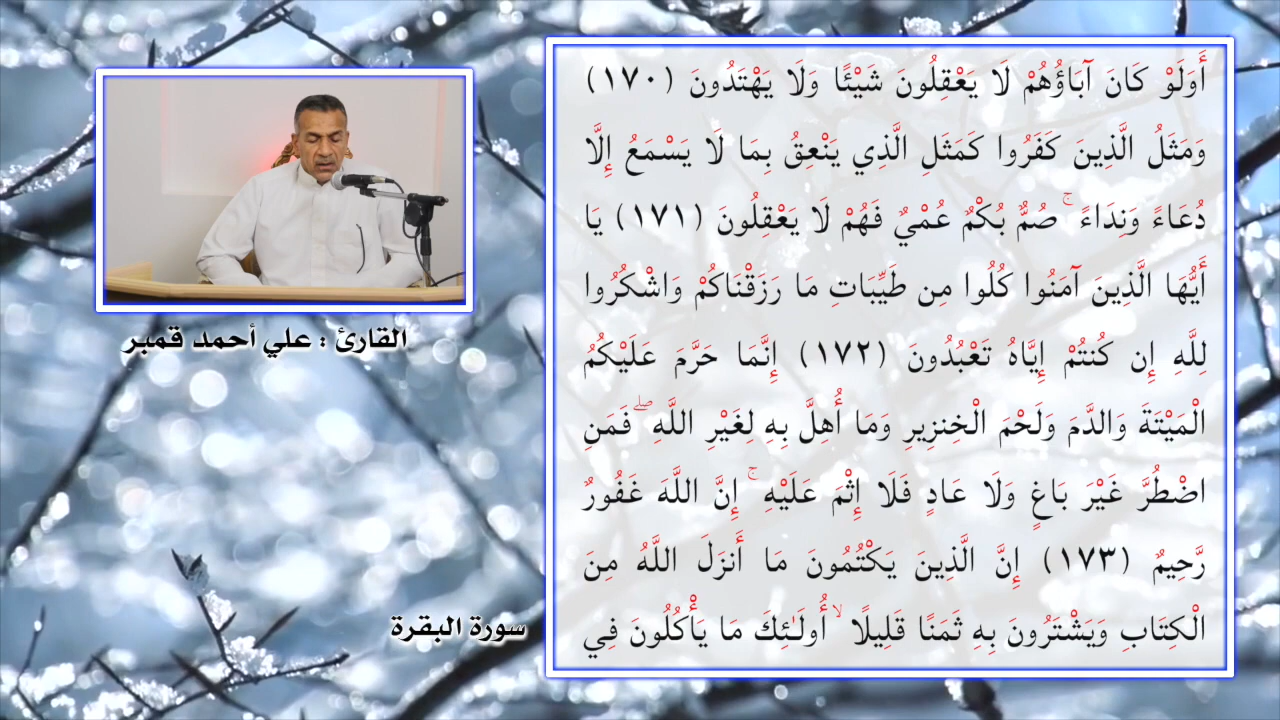 أَوَلَوْ كَانَ آبَاؤُهُمْ لَا يَعْقِلُونَ شَيْئًا وَلَا يَهْتَدُونَ (١٧٠)
وَمَثَلُ الَّذِينَ كَفَرُوا كَمَثَلِ الَّذِي يَنْعِقُ بِمَا لَا يَسْمَعُ إِلَّا
دُعَاءً وَنِدَاءً ۚ صُمٌّ بُكْمٌ عُمْيٌ فَهُمْ لَا يَعْقِلُونَ (١٧١) يَا
أَيُّهَا الَّذِينَ آمَنُوا كُلُوا مِن طَيِّبَاتِ مَا رَزَقْنَاكُمْ وَاشْكُرُوا
لِلَّهِ إِن كُنتُمْ إِيَّاهُ تَعْبُدُونَ (١٧٢) إِنَّمَا حَرَّمَ عَلَيْكُمُ
الْمَيْتَةَ وَالدَّمَ وَلَحْمَ الْخِنزِيرِ وَمَا أُهِلَّ بِهِ لِغَيْرِ اللَّهِ ۖ فَمَنِ
اضْطُرَّ غَيْرَ بَاغٍ وَلَا عَادٍ فَلَا إِثْمَ عَلَيْهِ ۚ إِنَّ اللَّهَ غَفُورٌ
رَّحِيمٌ (١٧٣) إِنَّ الَّذِينَ يَكْتُمُونَ مَا أَنزَلَ اللَّهُ مِنَ
الْكِتَابِ وَيَشْتَرُونَ بِهِ ثَمَنًا قَلِيلًا ۙ أُولَـٰئِكَ مَا يَأْكُلُونَ فِي
القارئ : علي أحمد قمبر
سورة البقرة